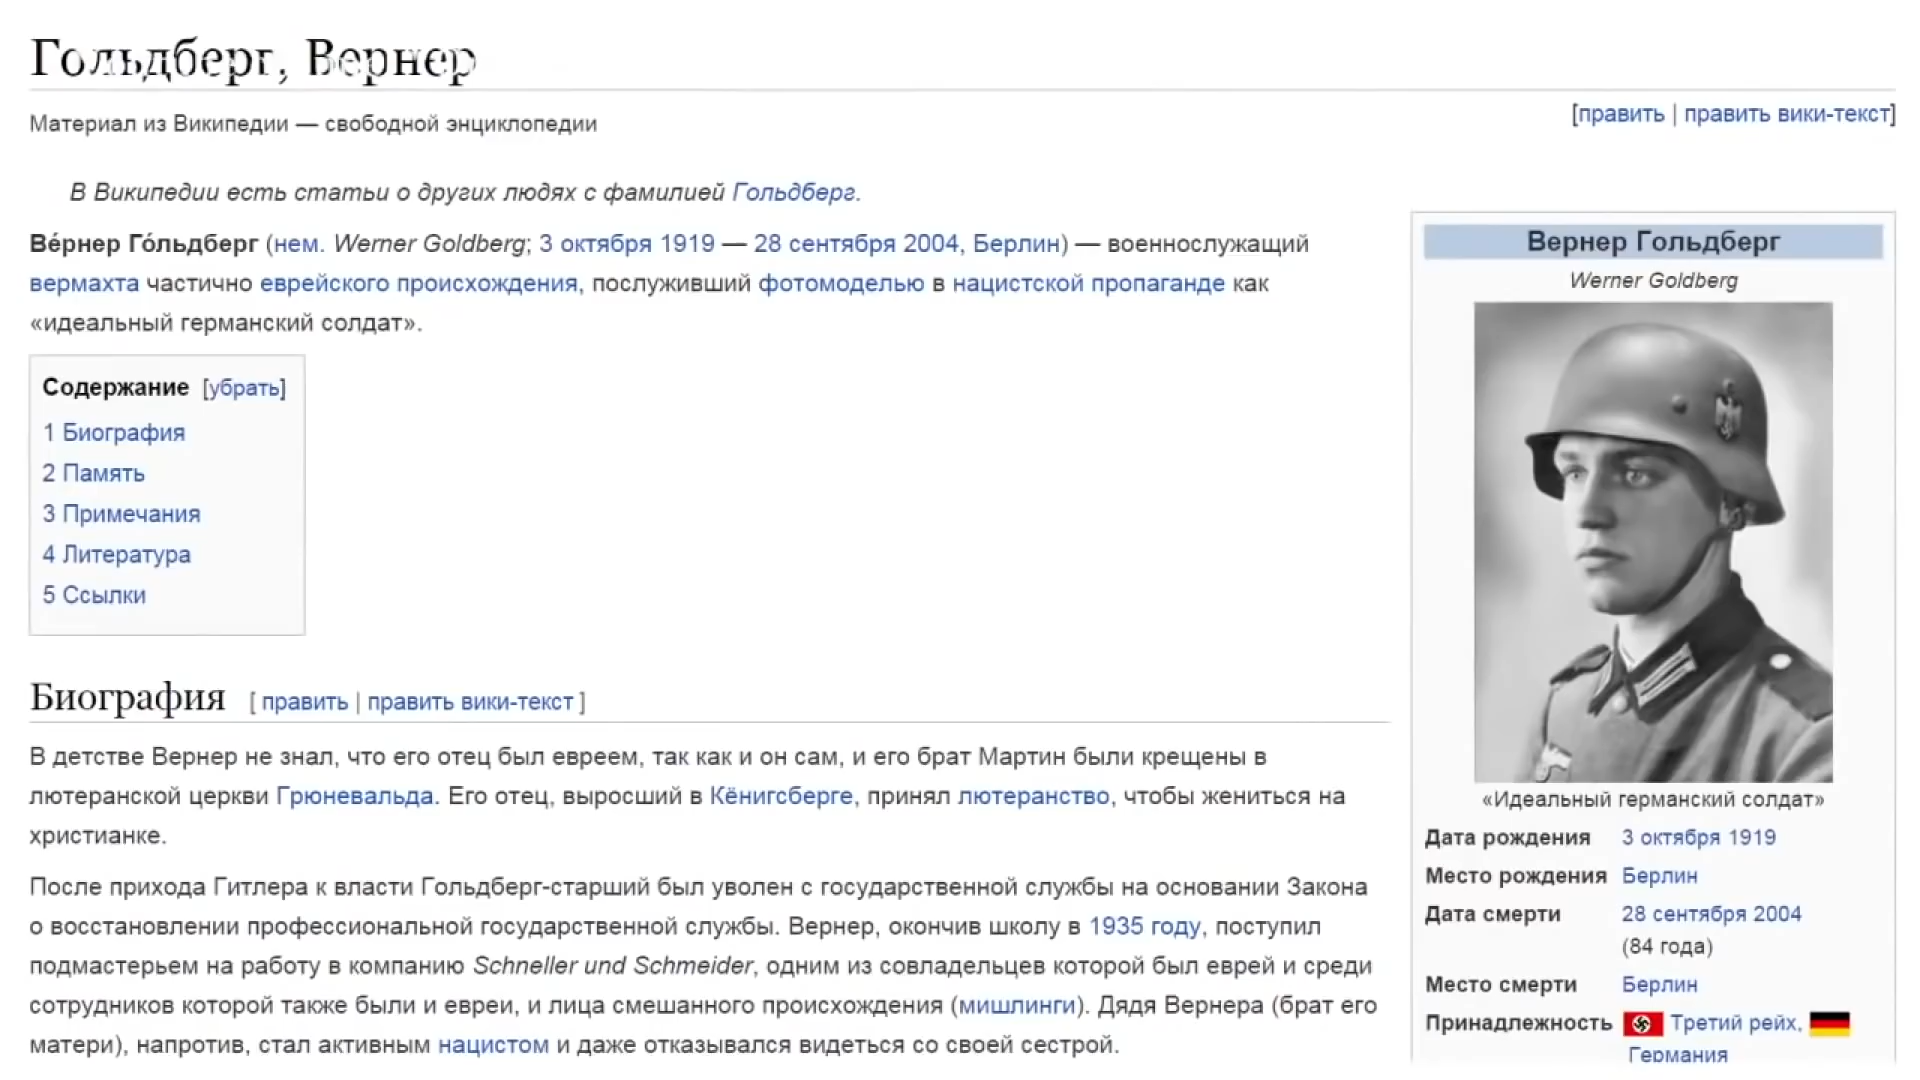 Гольдберг, Вернер
Материал из Википедии — свободной энциклопедии
[править | править вики-текст]
В Википедии есть статьи о других людях с фамилией Гольдберг.
Ве́рнер Го́льдберг (нем. Werner Goldberg; 3 октября 1919 — 28 сентября 2004, Берлин) — военнослужащий
вермахта частично еврейского происхождения, послуживший фотомоделью в нацистской пропаганде как
«идеальный германский солдат».
Содержание [убрать]
1 Биография
2 Память
3 Примечания
4 Литература
5 Ссылки
Биография [ править | править вики-текст ]
В детстве Вернер не знал, что его отец был евреем, так как и он сам, и его брат Мартин были крещены в
лютеранской церкви Грюневальда. Его отец, выросший в Кёнигсберге, принял лютеранство, чтобы жениться на
христианке.
После прихода Гитлера к власти Гольдберг-старший был уволен с государственной службы на основании Закона
о восстановлении профессиональной государственной службы. Вернер, окончив школу в 1935 году, поступил
подмастерьем на работу в компанию Schneller und Schmeider, одним из совладельцев которой был еврей и среди
сотрудников которой также были и евреи, и лица смешанного происхождения (мишлинги). Дядя Вернера (брат его
матери), напротив, стал активным нацистом и даже отказывался видеться со своей сестрой.
Вернер Гольдберг
Werner Goldberg
«Идеальный германский солдат»
Дата рождения 3 октября 1919
Место рождения Берлин
Дата смерти 28 сентября 2004
(84 года)
Место смерти Берлин
Принадлежность Третий рейх,
Германия